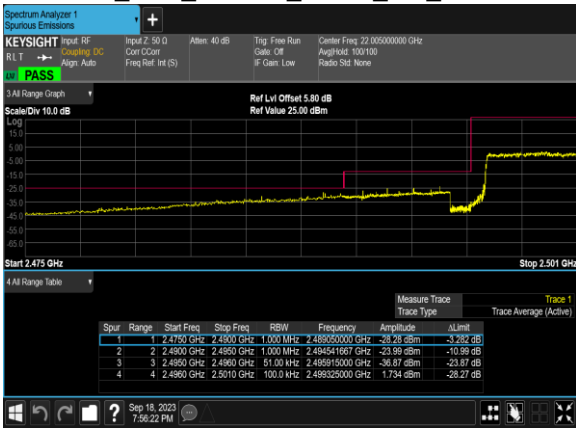 Spectrum Analyzer 1
Spurious Emissions
KEYSIGHT Input: RF Input Z: 50 Ω Atten: 40 dB Trig: Free Run Center Freq: 22.005000000 GHz
RLT Coupling: DC Corr CCorr Gate: Off Avg|Hold: 100/100
Align: Auto Freq Ref: Int (S) IF Gain: Low Radio Std: None
PASS
3 All Range Graph
Ref Lvl Offset 5.80 dB
Scale/Div 10.0 dB Ref Value 25.00 dBm
Log
15.0
5.00
-5.00
-15.0
-25.0
-35.0
-45.0
-55.0
-65.0
Start 2.475 GHz Stop 2.501 GHz
4 All Range Table
Measure Trace Trace 1
Trace Type Trace Average (Active)
Spur Range Start Freq Stop Freq RBW Frequency Amplitude ΔLimit
1 1 2.4750 GHz 2.4900 GHz 1.000 MHz 2.489050000 GHz -28.28 dBm -3.282 dB
2 2 2.4900 GHz 2.4950 GHz 1.000 MHz 2.494541667 GHz -23.99 dBm -10.99 dB
3 3 2.4950 GHz 2.4960 GHz 51.00 kHz 2.495915000 GHz -36.87 dBm -23.87 dB
4 4 2.4960 GHz 2.5010 GHz 100.0 kHz 2.499325000 GHz 1.734 dBm -28.27 dB
Sep 18, 2023
7:56:22 PM